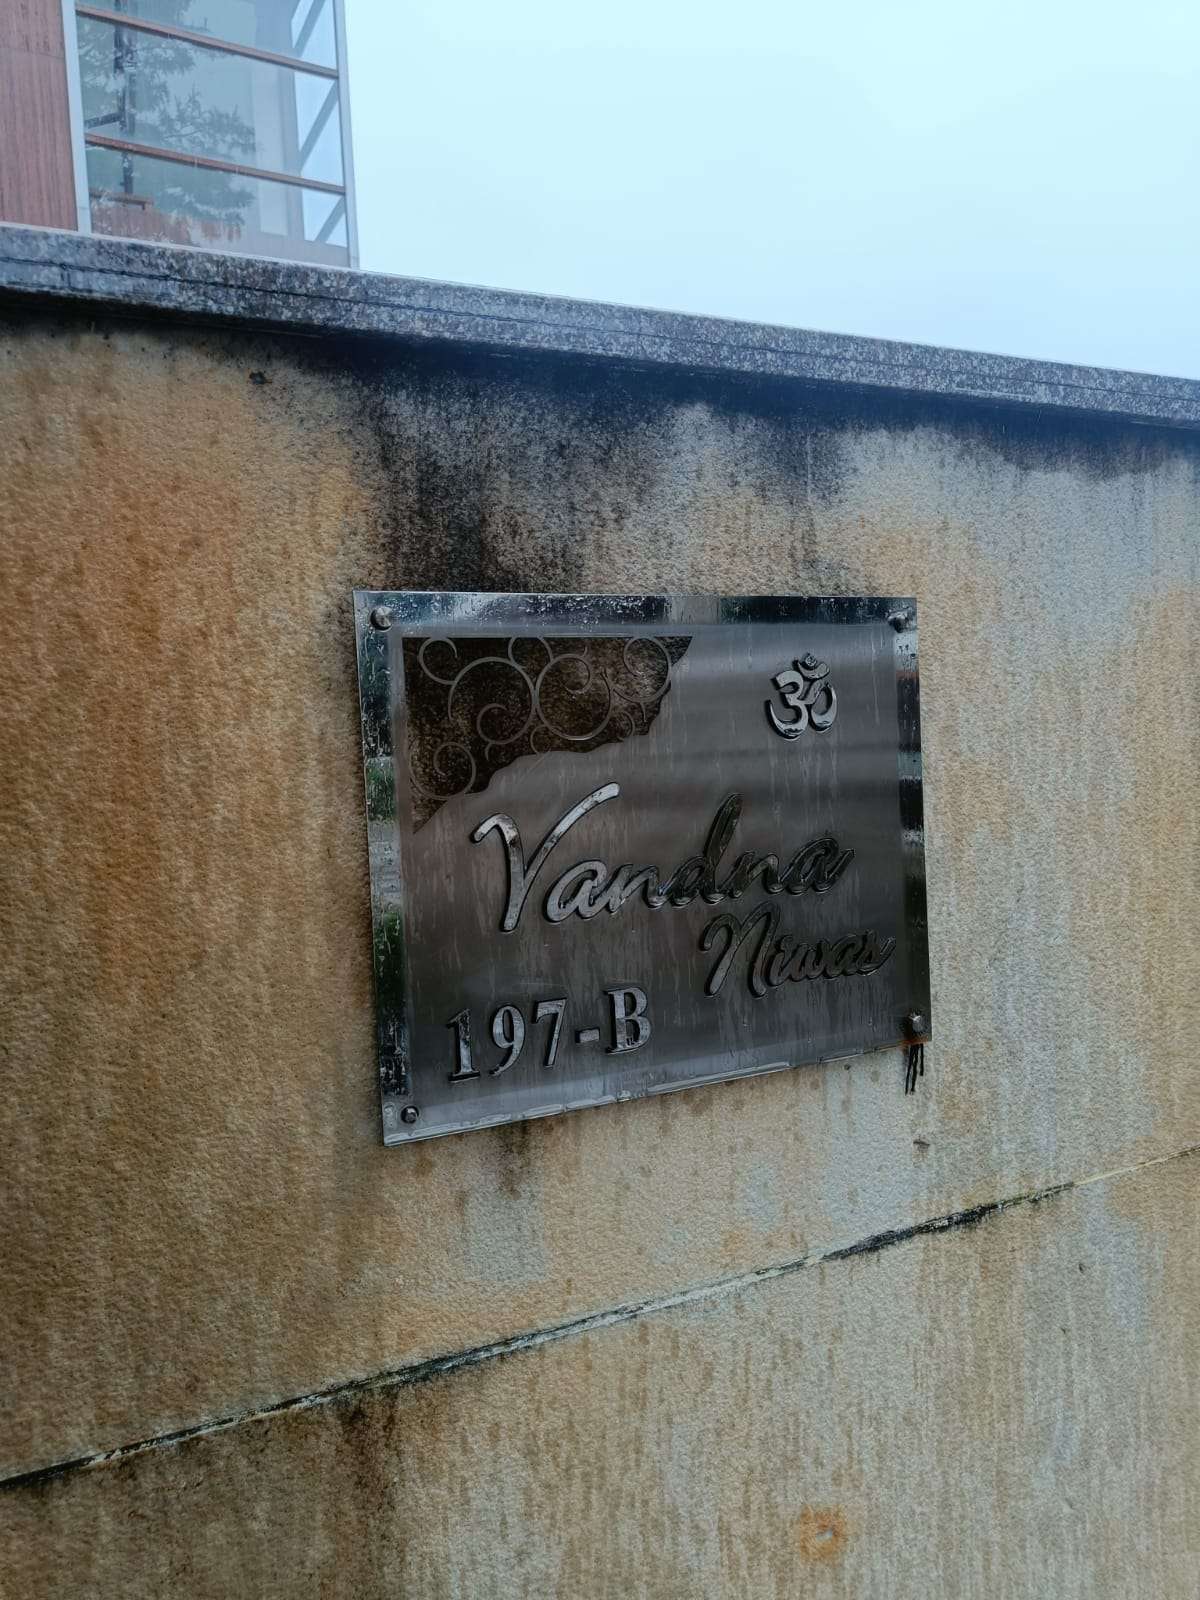 ॐ
Vandna
Niwas
197-B